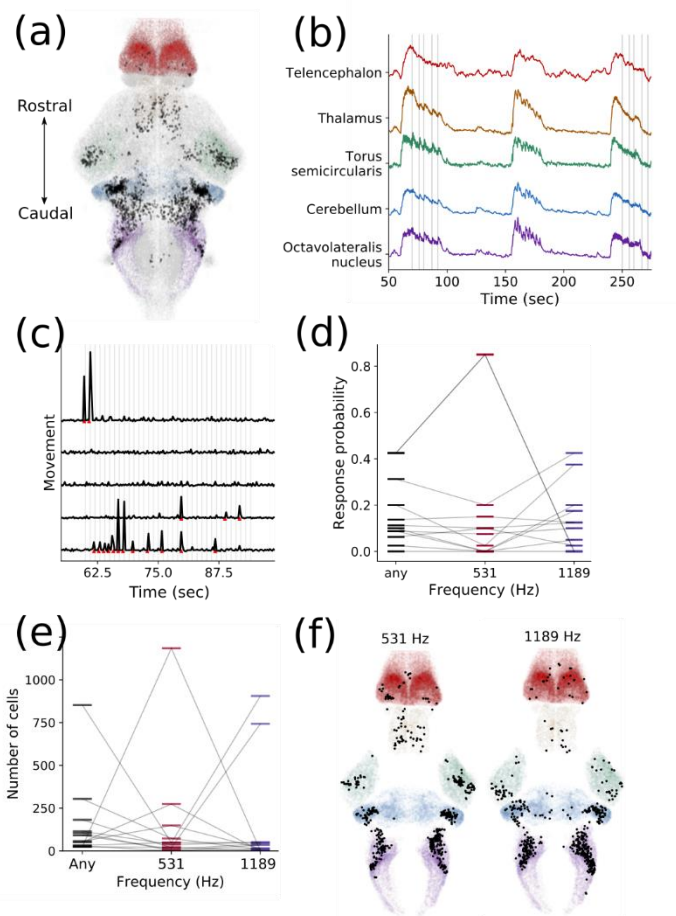 (a)
Rostral
Caudal
(b)
Telencephalon
Thalamus
Torus
semicircularis
Cerebellum
Octavolateralis
nucleus
50 100 150 200 250
Time (sec)
(c)
Movement
62.5 75.0 87.5
Time (sec)
(d)
Response probability
0.8
0.6
0.4
0.2
0.0
any 531 1189
Frequency (Hz)
(e)
Number of cells
1000
750
500
250
0
Any 531 1189
Frequency (Hz)
(f)
531 Hz 1189 Hz